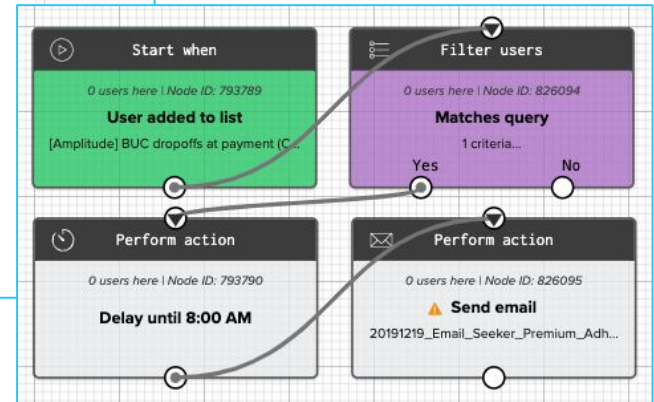 Start when
0 users here | Node ID: 793789
User added to list
[Amplitude] BUC dropoffs at payment (C...
Filter users
0 users here | Node ID: 826094
Matches query
1 criteria...
Yes No
Perform action
0 users here | Node ID: 793790
Delay until 8:00 AM
Perform action
0 users here | Node ID: 826095
Send email
20191219_Email_Seeker_Premium_Adh...